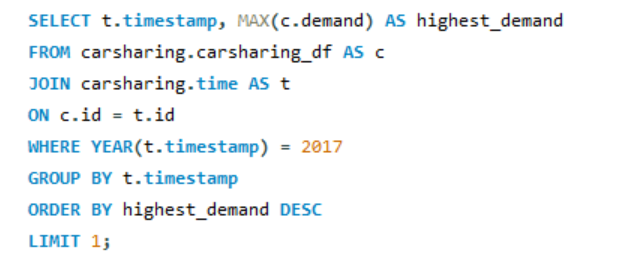 SELECT t.timestamp, MAX(c.demand) AS highest_demand
FROM carsharing.carsharing_df AS c
JOIN carsharing.time AS t
ON c.id = t.id
WHERE YEAR(t.timestamp) = 2017
GROUP BY t.timestamp
ORDER BY highest_demand DESC
LIMIT 1;